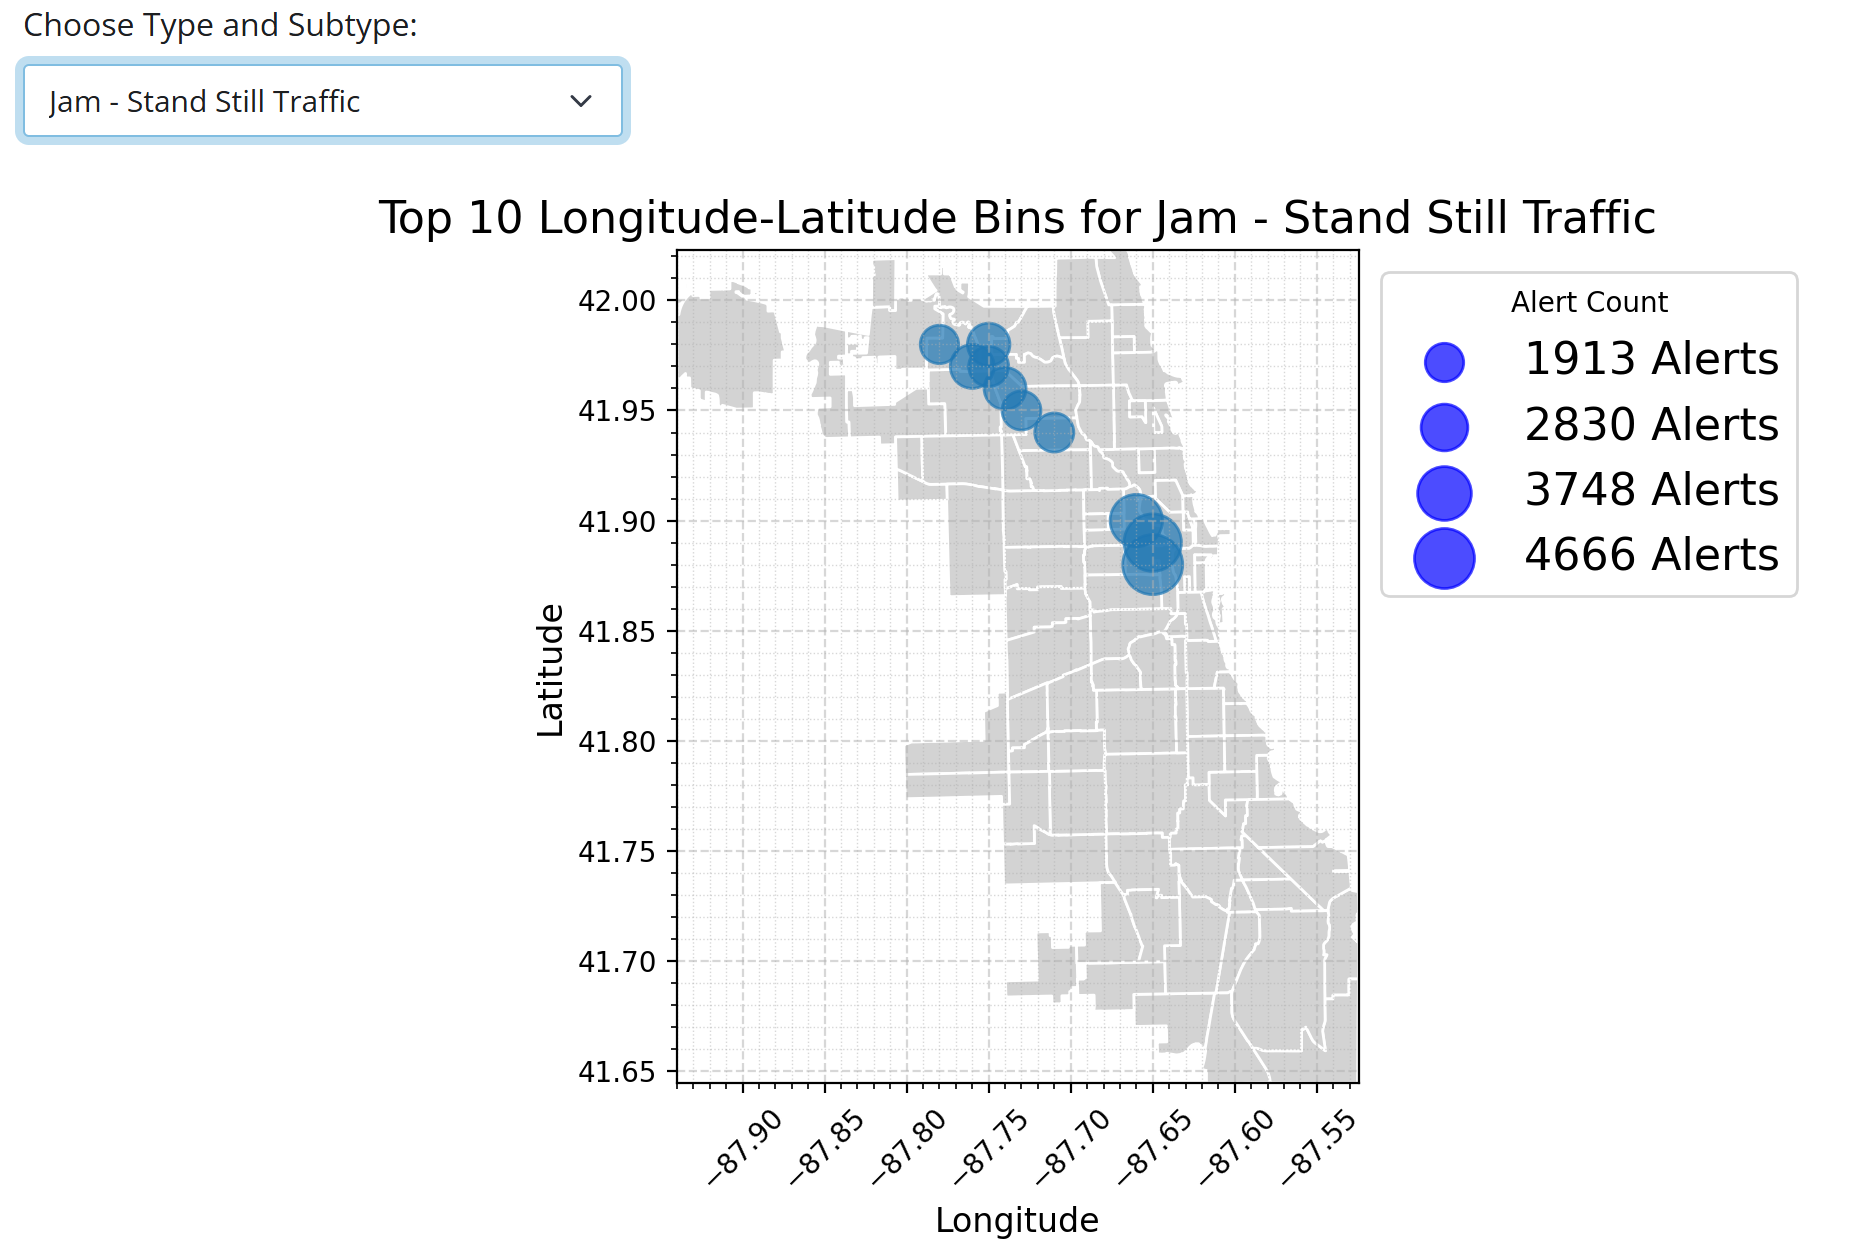 Choose Type and Subtype:
Jam - Stand Still Traffic
Top 10 Longitude-Latitude Bins for Jam - Stand Still Traffic
Alert Count
1913 Alerts
2830 Alerts
3748 Alerts
4666 Alerts
Latitude
42.00
41.95
41.90
41.85
41.80
41.75
41.70
41.65
−87.90
−87.85
−87.80
−87.75
−87.70
−87.65
−87.60
−87.55
Longitude